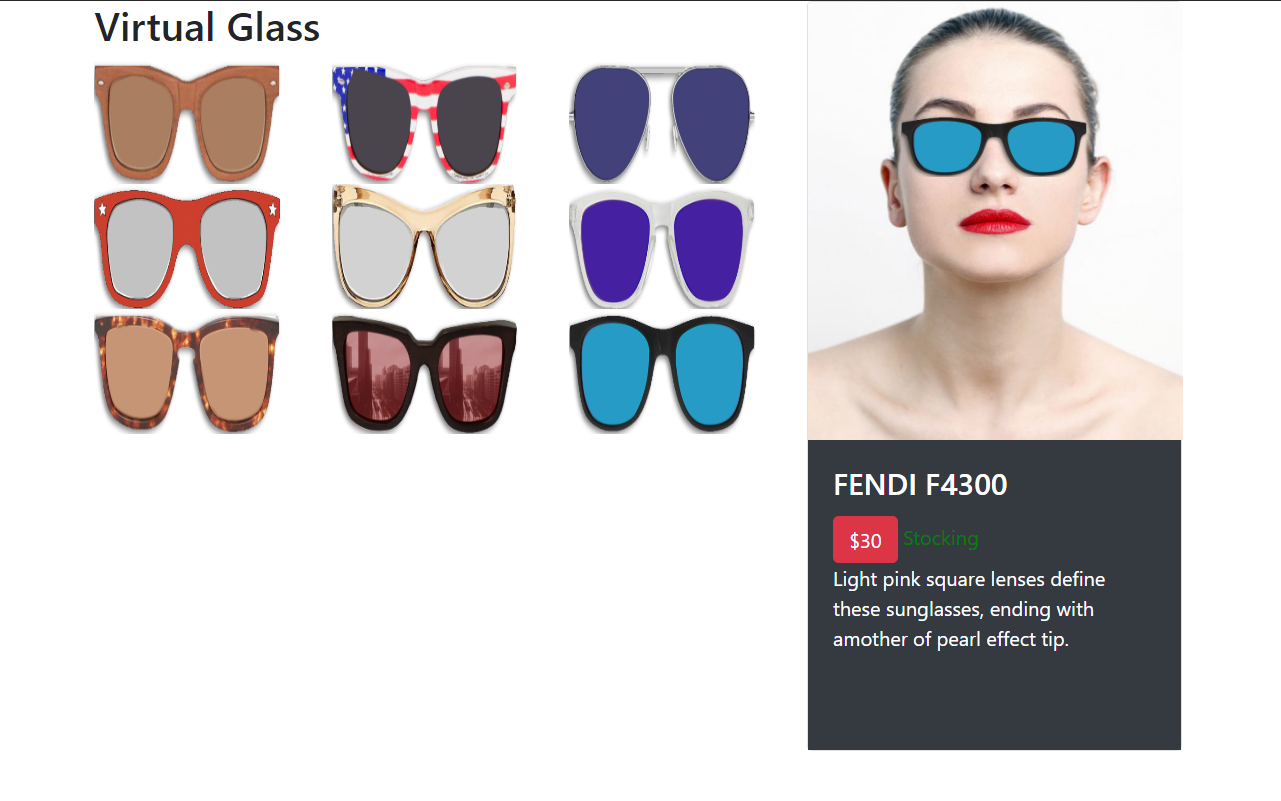 Virtual Glass
FENDI F4300
$30 Stocking
Light pink square lenses define
these sunglasses, ending with
amother of pearl effect tip.